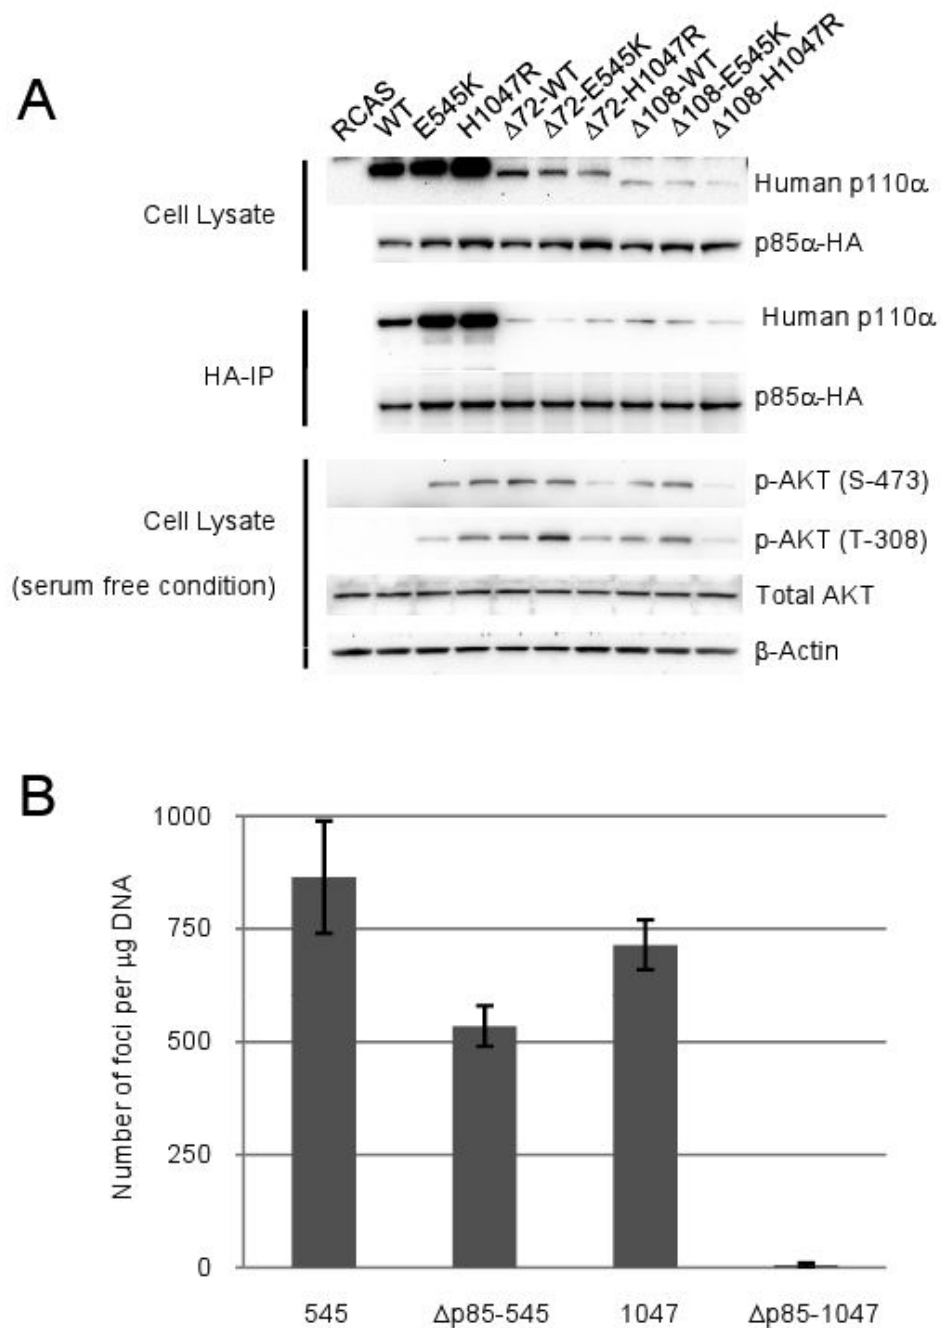 A
RCAS
WT
E545K
H1047R
Δ72-WT
Δ72-E545K
Δ72-H1047R
Δ108-WT
Δ108-E545K
Δ108-H1047R
Cell Lysate
Human p110α
p85α-HA
HA-IP
Human p110α
p85α-HA
Cell Lysate
(serum free condition)
p-AKT (S-473)
p-AKT (T-308)
Total AKT
β-Actin
B
Number of foci per µg DNA
1000
750
500
250
0
545 Δp85-545 1047 Δp85-1047